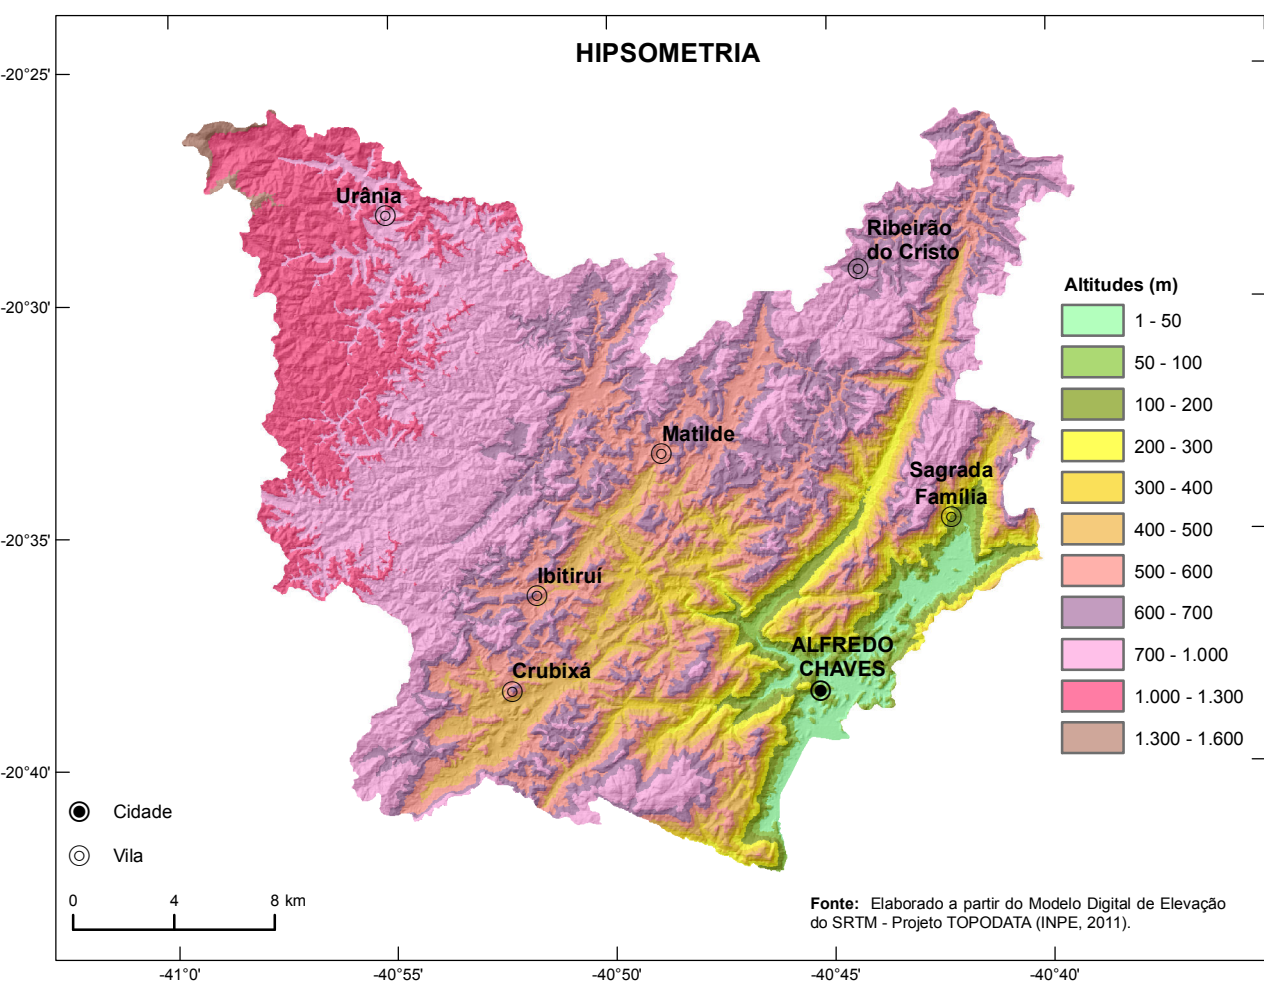 HIPSOMETRIA
-20°25'
-20°30'
-20°35'
-20°40'
Urânia
Ribeirão
do Cristo
Matilde
Sagrada
Família
Ibitiruí
Crubixá
ALFREDO
CHAVES
Altitudes (m)
1 - 50
50 - 100
100 - 200
200 - 300
300 - 400
400 - 500
500 - 600
600 - 700
700 - 1.000
1.000 - 1.300
1.300 - 1.600
Cidade
Vila
0 4 8 km
Fonte: Elaborado a partir do Modelo Digital de Elevação
do SRTM - Projeto TOPODATA (INPE, 2011).
-41°0' -40°55' -40°50' -40°45' -40°40'